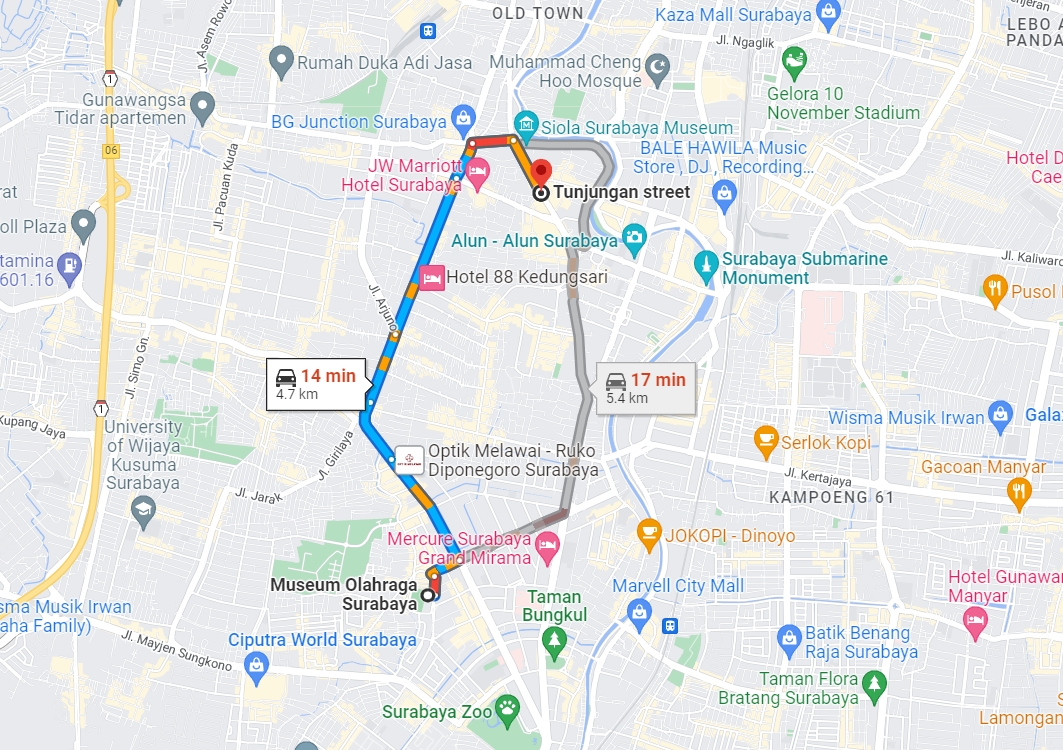 OLD TOWN
Kaza Mall Surabaya
LEBO A
PANDA
Jl. Ngaglik
Jl. Asem Rowo
Rumah Duka Adi Jasa
Muhammad Cheng
Hoo Mosque
1
Gunawangsa
Tidar apartemen
Gelora 10
November Stadium
BG Junction Surabaya
Siola Surabaya Museum
06
BALE HAWILA Music
Store , DJ , Recording...
Hotel D
Cae
JW Marriott
Hotel Surabaya
Tunjungan street
rat
Jl. Pacuan Kuda
oll Plaza
Alun - Alun Surabaya
Surabaya Submarine
Monument
Jl. Kaliwar
tamina
601.16
Hotel 88 Kedungsari
Pusol
Jl. Arjuno
Jl. Simo Gn.
14 min
4.7 km
17 min
5.4 km
1
Kupang Jaya
Wisma Musik Irwan
Gala
University
of Wijaya
Kusuma
Surabaya
Jl. Girilaya
Serlok Kopi
Optik Melawai - Ruko
Diponegoro Surabaya
Jl. Kertajaya
Gacoan Manyar
Jl. Jarak
KAMPOENG 61
Mercure Surabaya
Grand Mirama
JOKOPI - Dinoyo
Museum Olahraga
Surabaya
Marvell City Mall
Hotel Gunawa
Manyar
Taman
Bungkul
sma Musik Irwan
aha Family)
Jl. Mayjen Sungkono
Ciputra World Surabaya
Batik Benang
Raja Surabaya
Taman Flora
Bratang Surabaya
Surabaya Zoo
S
Lamongan